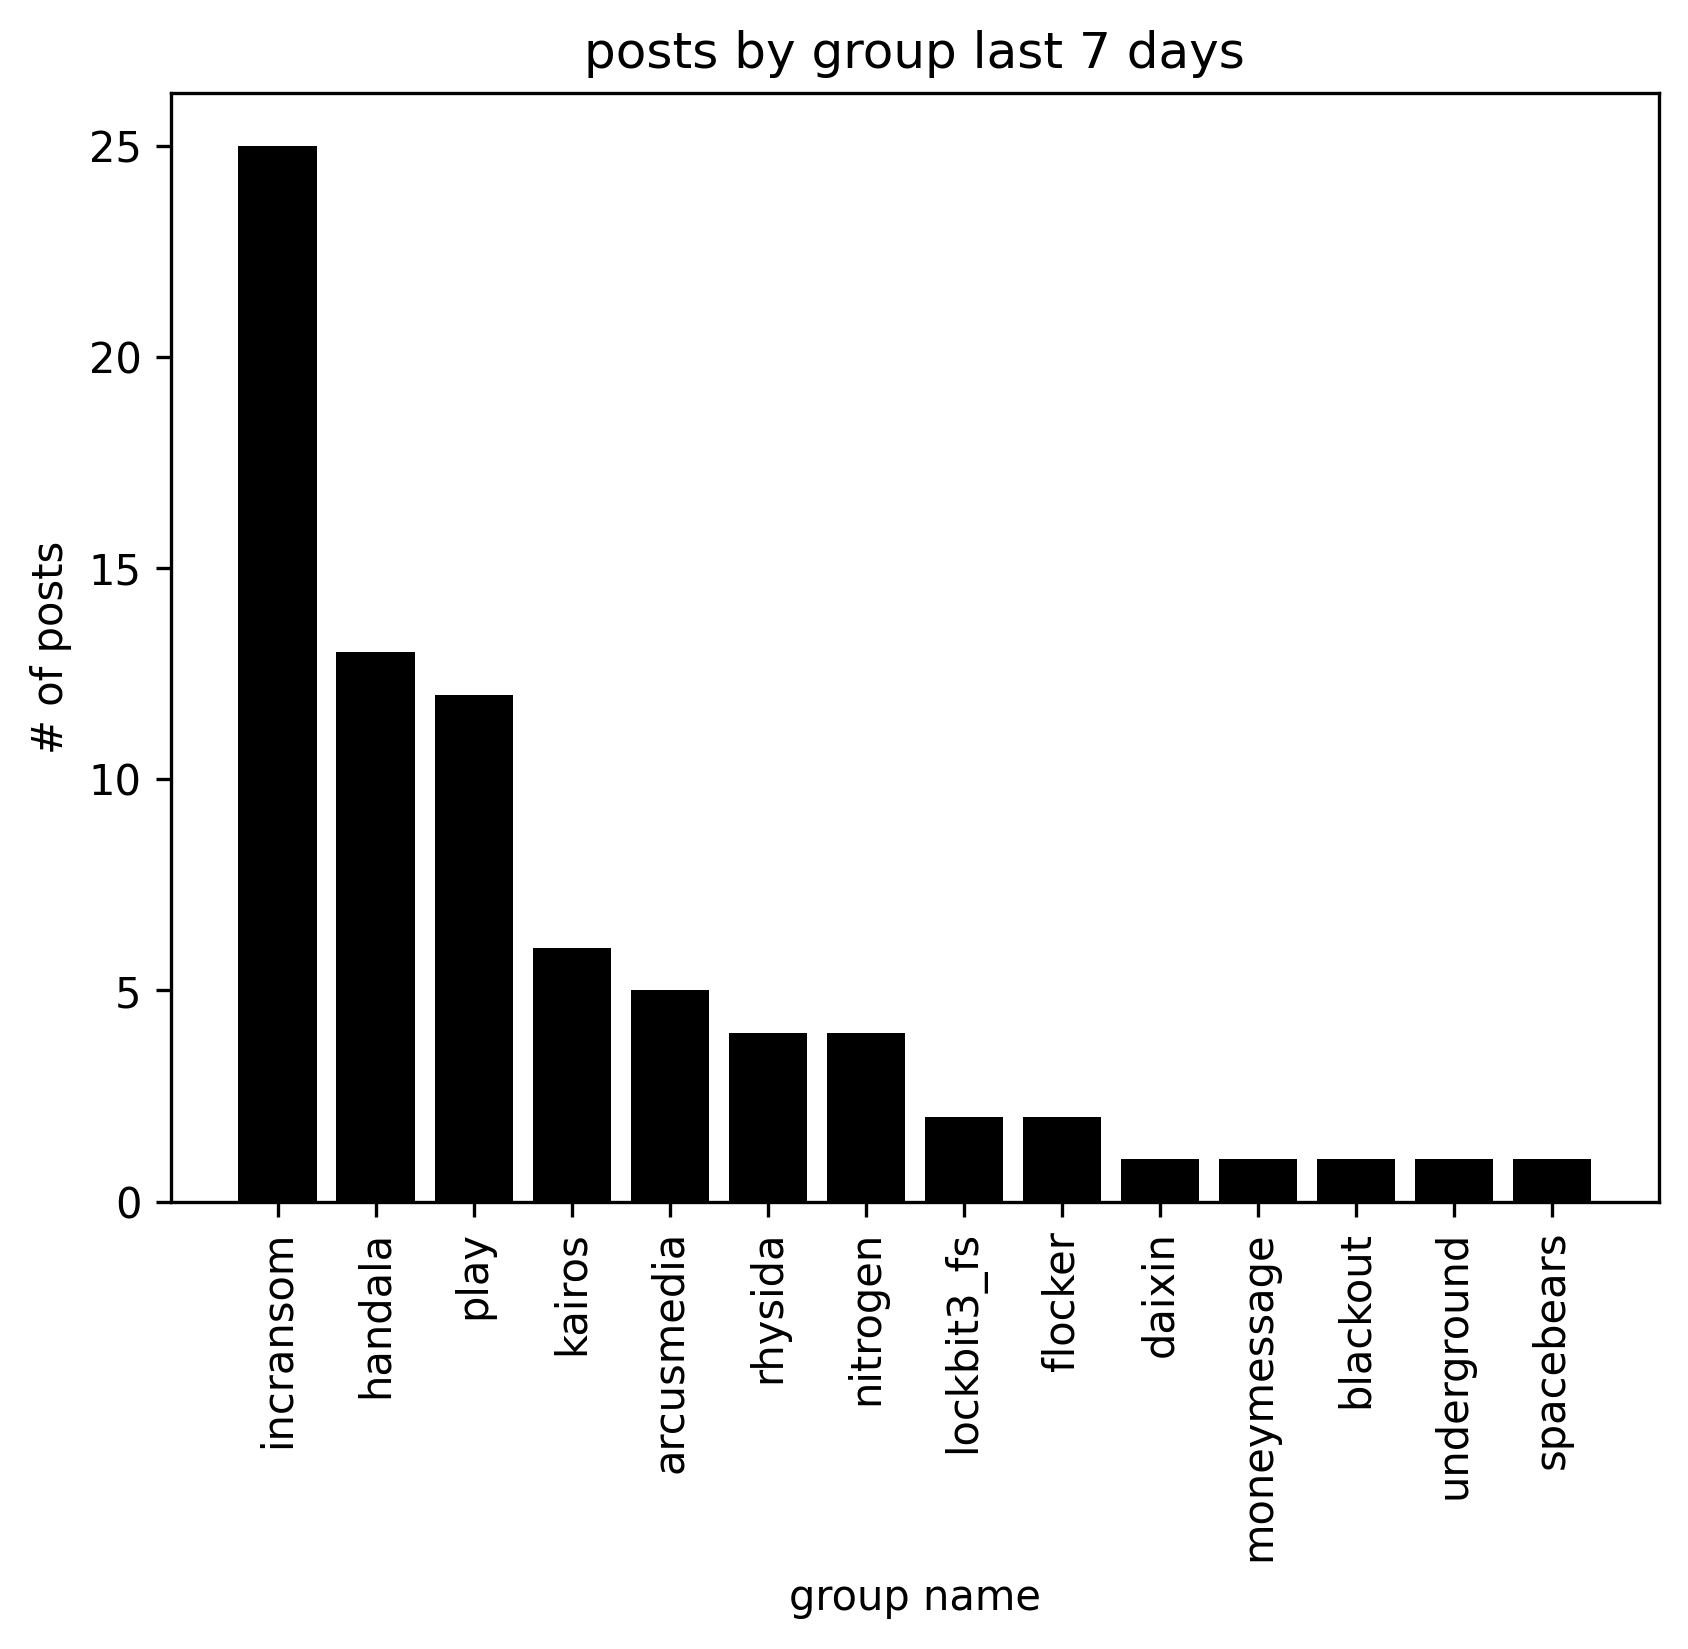 posts by group last 7 days
# of posts
25
20
15
10
5
0
incransom
handala
play
kairos
arcusmedia
rhysida
nitrogen
lockbit3_fs
flocker
daixin
moneymessage
blackout
underground
spacebears
group name